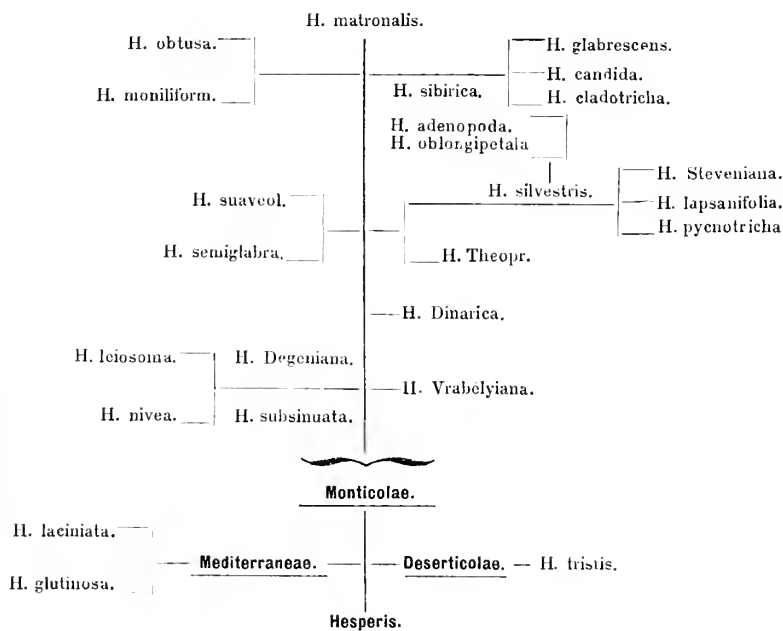 H. matronalis.
H. obtusa.
H. glabrescens.
H. candida.
H. moniliform.
H. sibirica.
H. cladotricha.
H. adenopoda.
H. oblongipetala
H. Steveniana.
H. suaveol.
H. silvestris.
H. lapsanifolia.
H. pycnotricha
H. semiglabra.
H. Theopr.
H. Dinarica.
H. leiosoma.
H. Degeniana.
H. Vrabélyiana.
H. nivea.
H. subsinuata.
Monticolae.
H. laciniata.
Mediterraneae.
Deserticolae.
H. tristis.
H. glutinosa.
Hesperis.